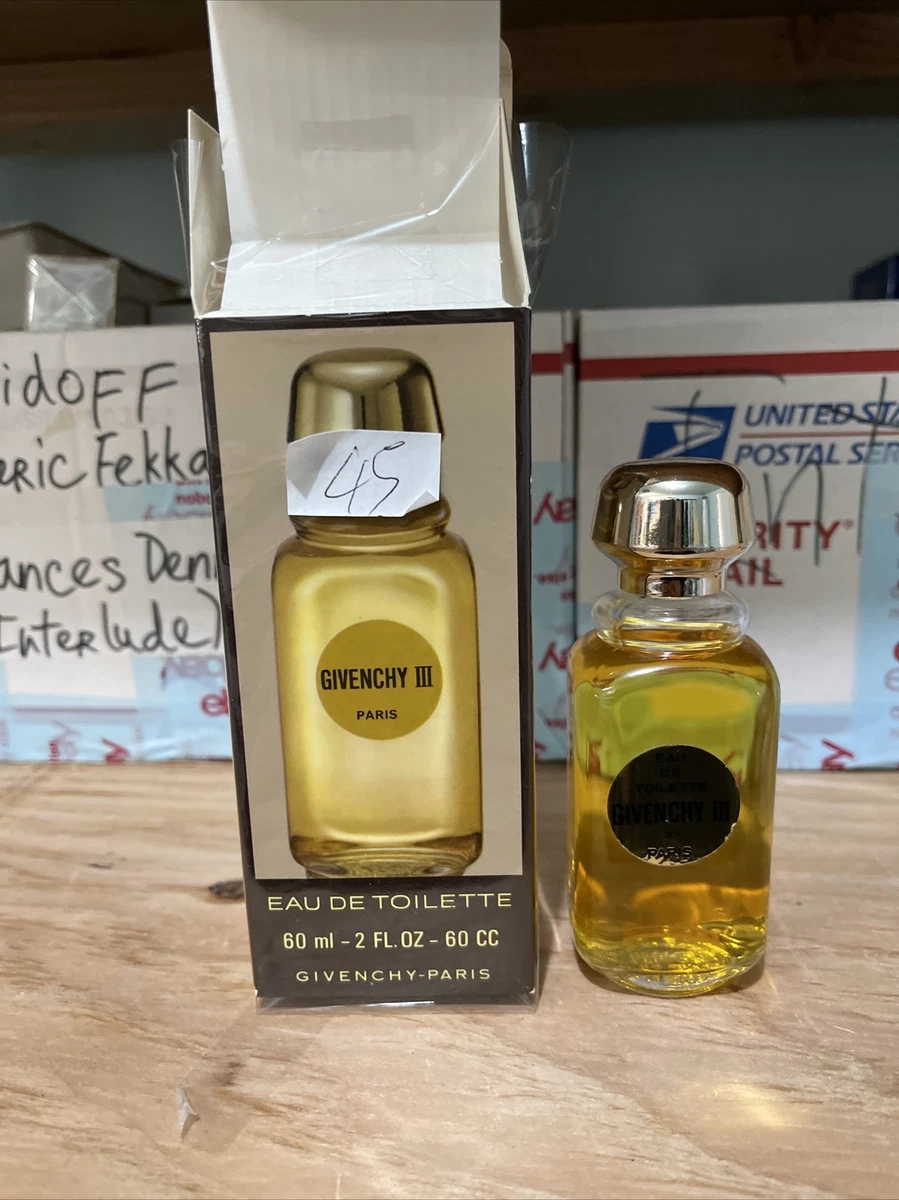 45
GIVENCHY III
PARIS
EAU DE TOILETTE
60 ml - 2 FL. OZ - 60 CC
GIVENCHY-PARIS
EAU
DE
TOILETTE
GIVENCHY III
PARIS
idOFF
eric Fekka
ances Denn
Interlude)
UNITED STA
POSTAL SER
RITY®
AIL